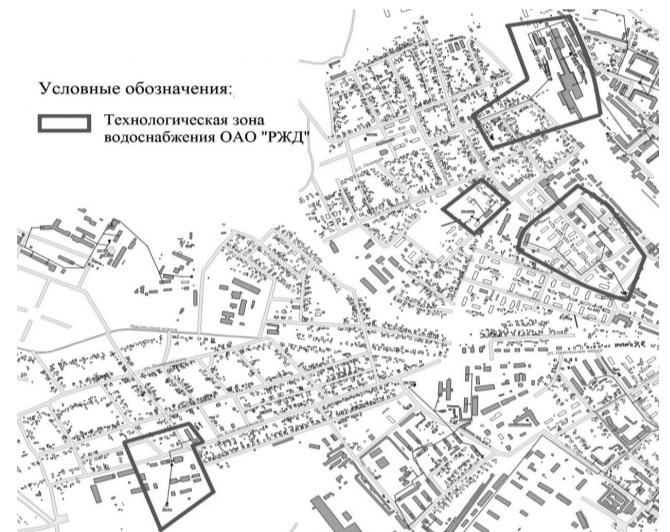 Условные обозначения:
Технологическая зона
водоснабжения ОАО "РЖД"